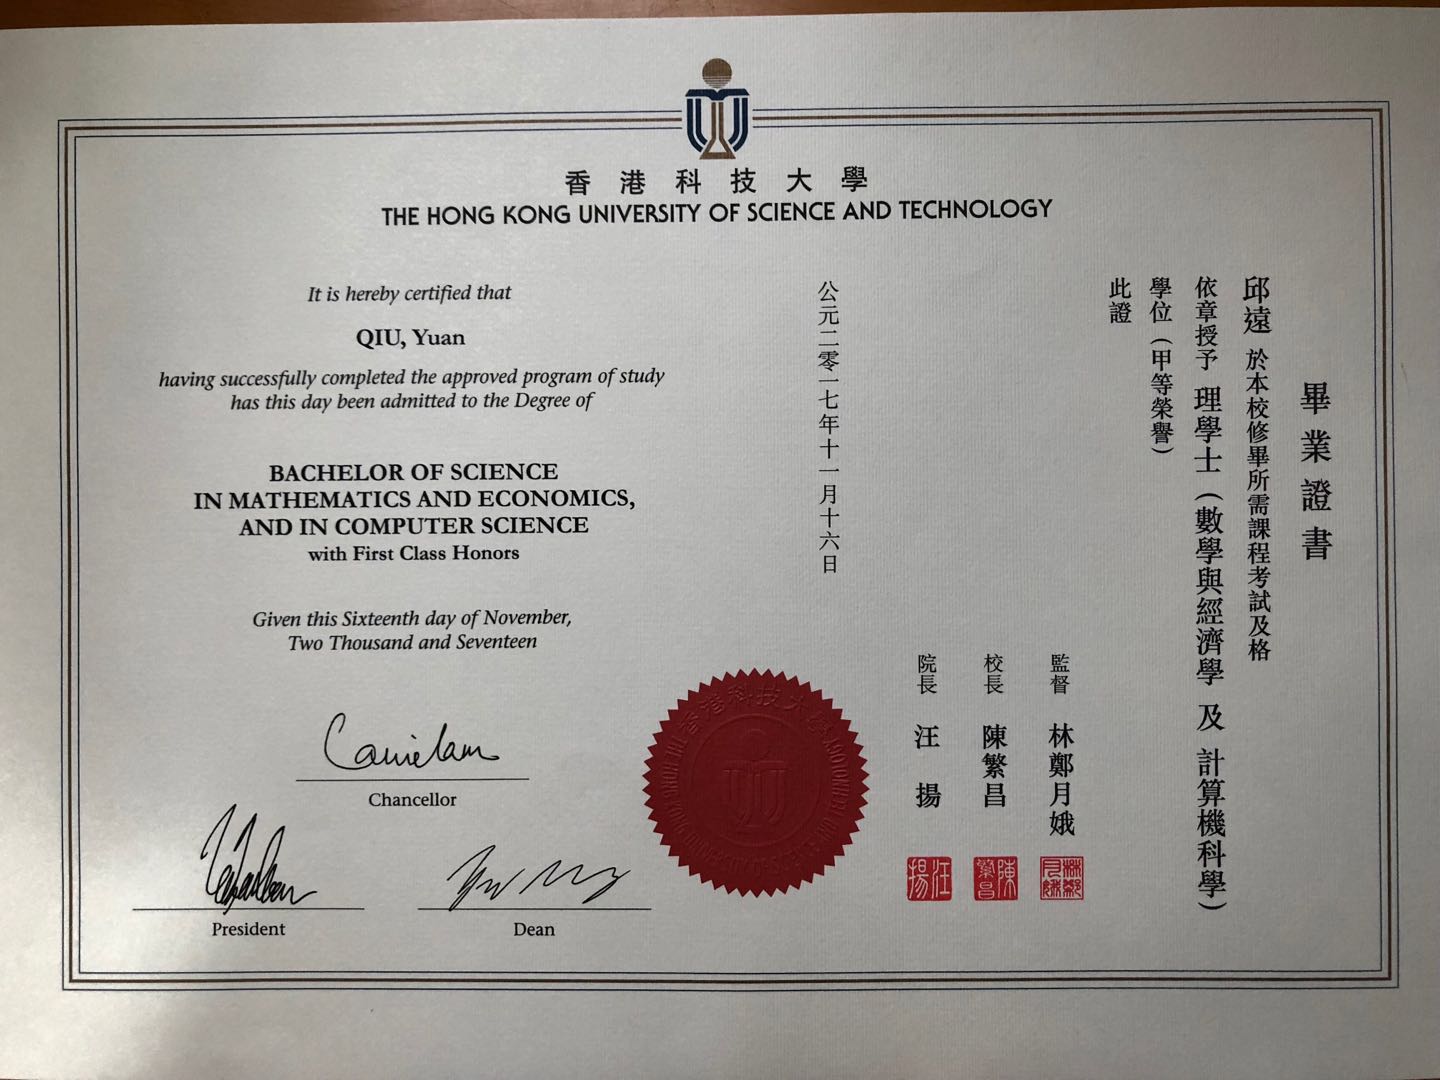 香港科技大學
THE HONG KONG UNIVERSITY OF SCIENCE AND TECHNOLOGY
It is hereby certified that
QIU, Yuan
having successfully completed the approved program of study
has this day been admitted to the Degree of
BACHELOR OF SCIENCE
IN MATHEMATICS AND ECONOMICS,
AND IN COMPUTER SCIENCE
with First Class Honors
Given this Sixteenth day of November,
Two Thousand and Seventeen
Chancellor
President
Dean
畢業證書
邱遠 於本校修畢所需課程考試及格
依章授予 理學士（數學與經濟學 及 計算機科學）
學位（甲等榮譽）
此證
監督 林鄭月娥
校長 陳繁昌
院長 汪揚
公元二零一七年十一月十六日
香港科技大學
林鄭月娥
陳繁昌
汪揚